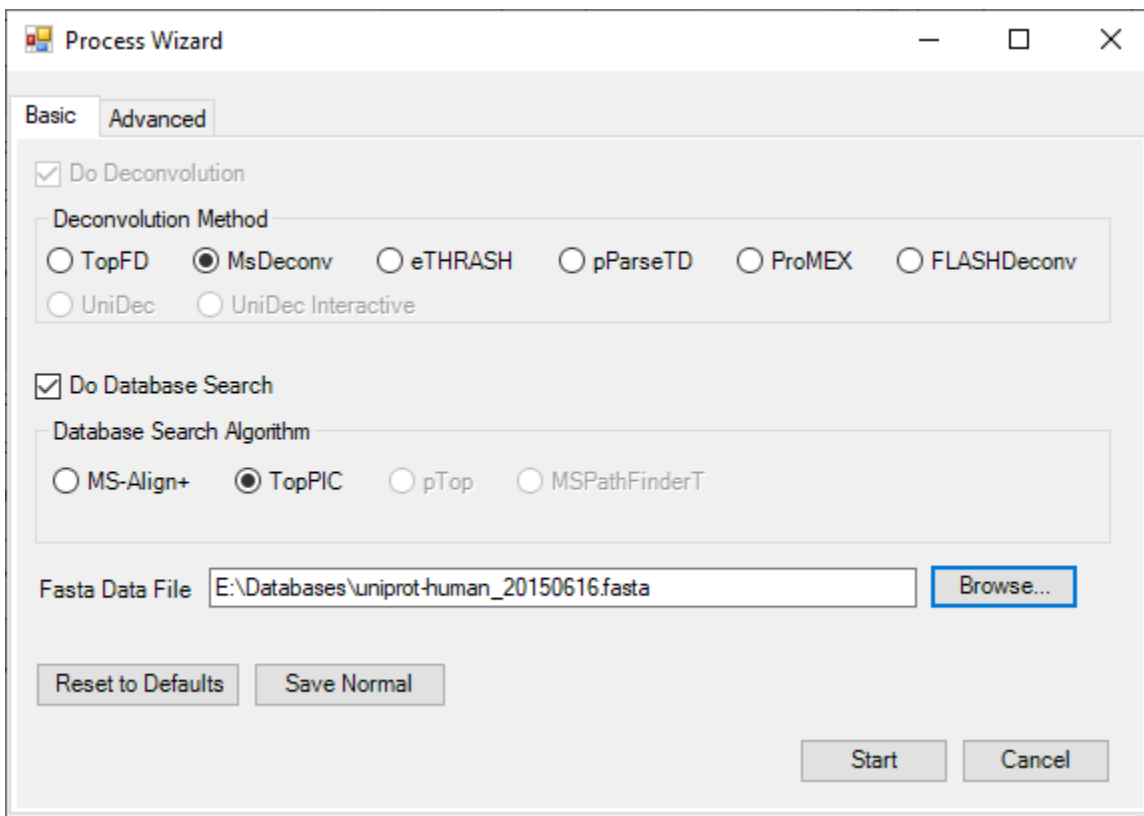 Process Wizard
Basic Advanced
Do Deconvolution
Deconvolution Method
TopFD MsDeconv eTHRASH pParseTD ProMEX FLASHDeconv
UniDec UniDec Interactive
Do Database Search
Database Search Algorithm
MS-Align+ TopPIC pTop MSPathFinderT
Fasta Data File E:\Databases\uniprot-human_20150616.fasta Browse...
Reset to Defaults Save Normal
Start Cancel